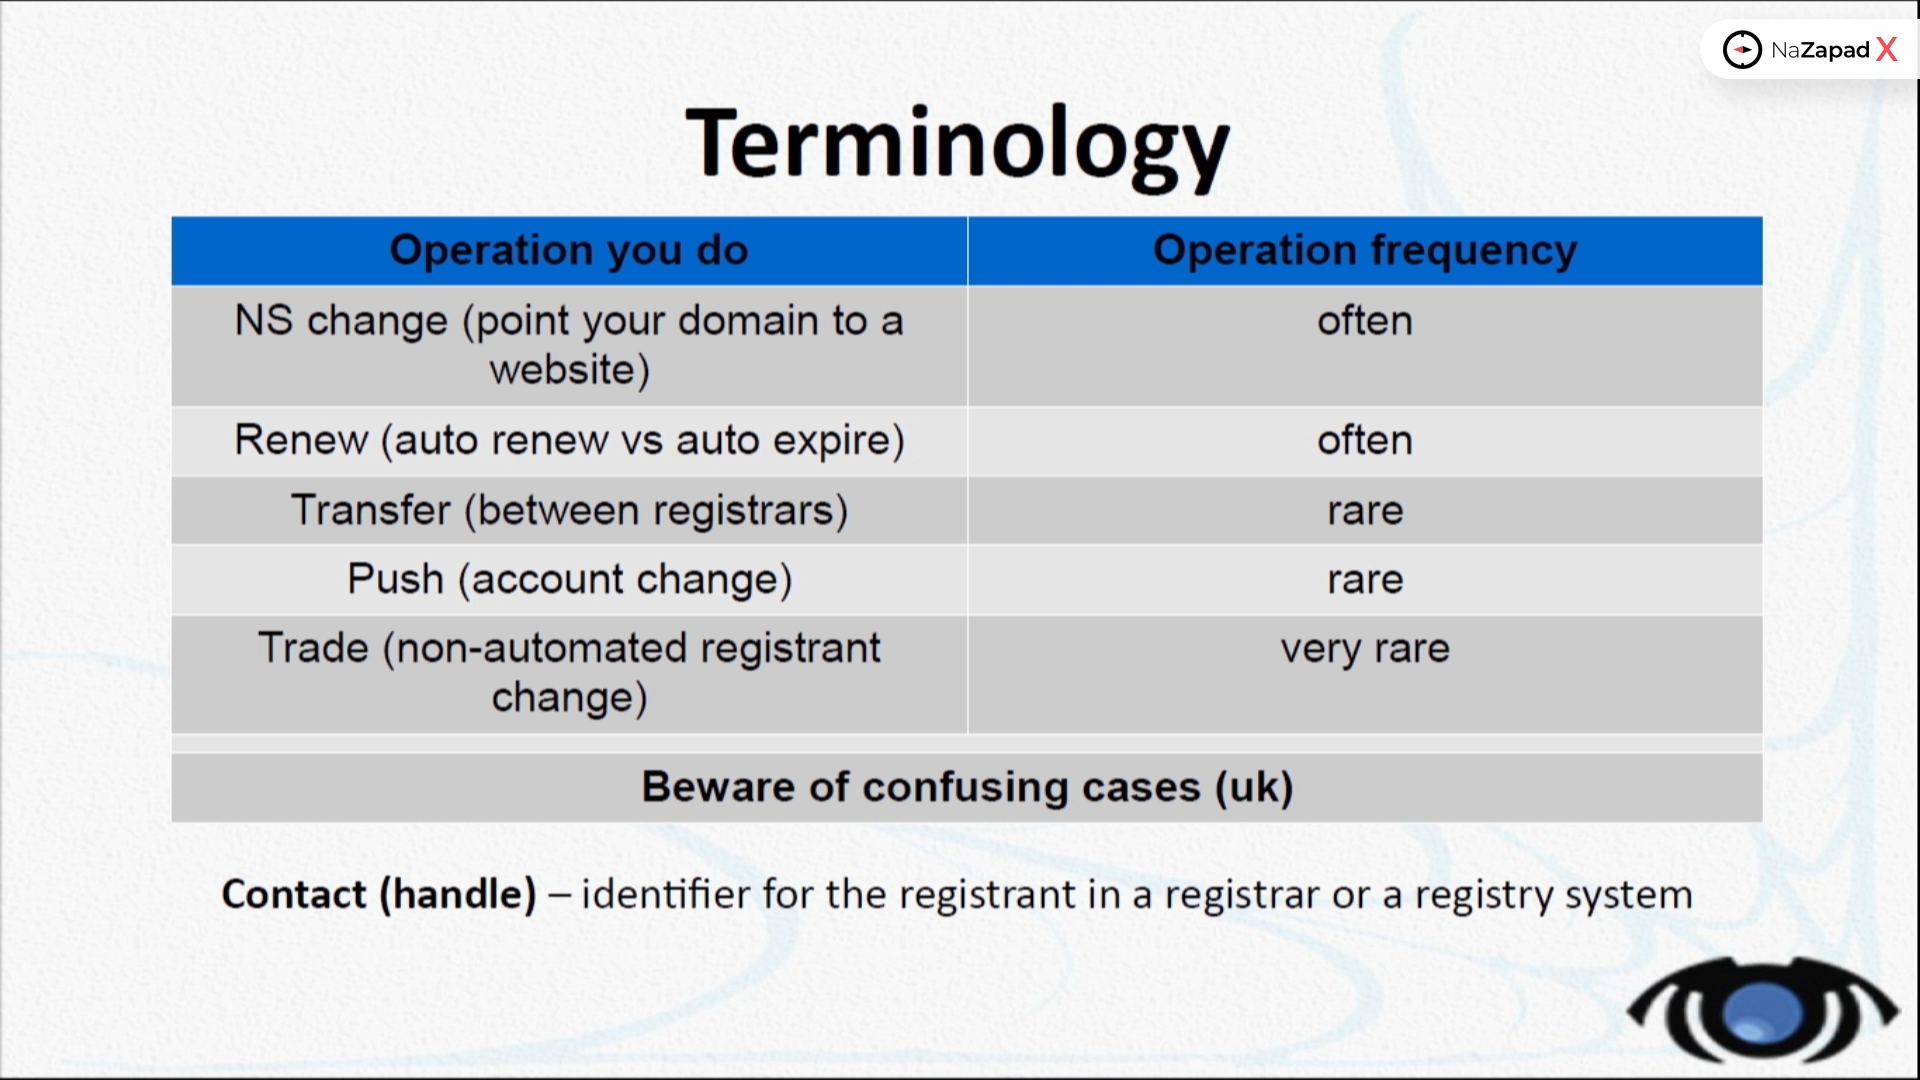 NaZapad X
Terminology
Operation you do
Operation frequency
NS change (point your domain to a
website)
often
Renew (auto renew vs auto expire)
often
Transfer (between registrars)
rare
Push (account change)
rare
Trade (non-automated registrant
change)
very rare
Beware of confusing cases (uk)
Contact (handle) – identifier for the registrant in a registrar or a registry system